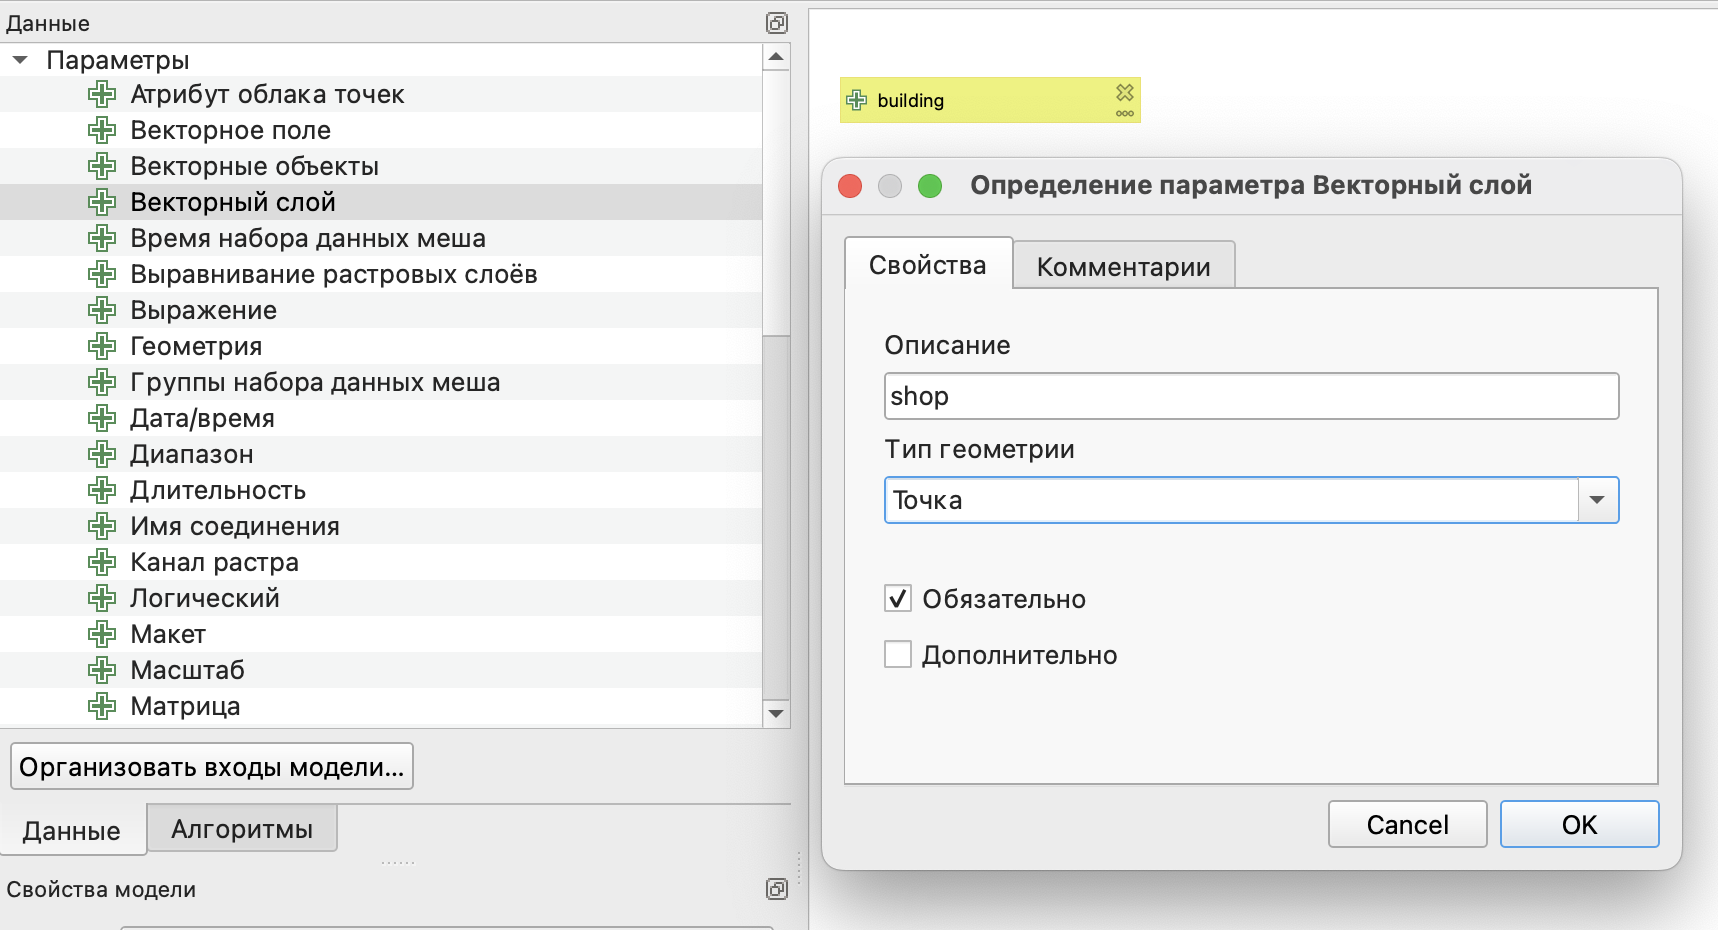 Данные
Параметры
Атрибут облака точек
Векторное поле
Векторные объекты
Векторный слой
Время набора данных меша
Выравнивание растровых слоёв
Выражение
Геометрия
Группы набора данных меша
Дата/время
Диапазон
Длительность
Имя соединения
Канал растра
Логический
Макет
Масштаб
Матрица
Организовать входы модели...
Данные
Алгоритмы
Свойства модели
building
Определение параметра Векторный слой
Свойства
Комментарии
Описание
shop
Тип геометрии
Точка
Обязательно
Дополнительно
Cancel
OK